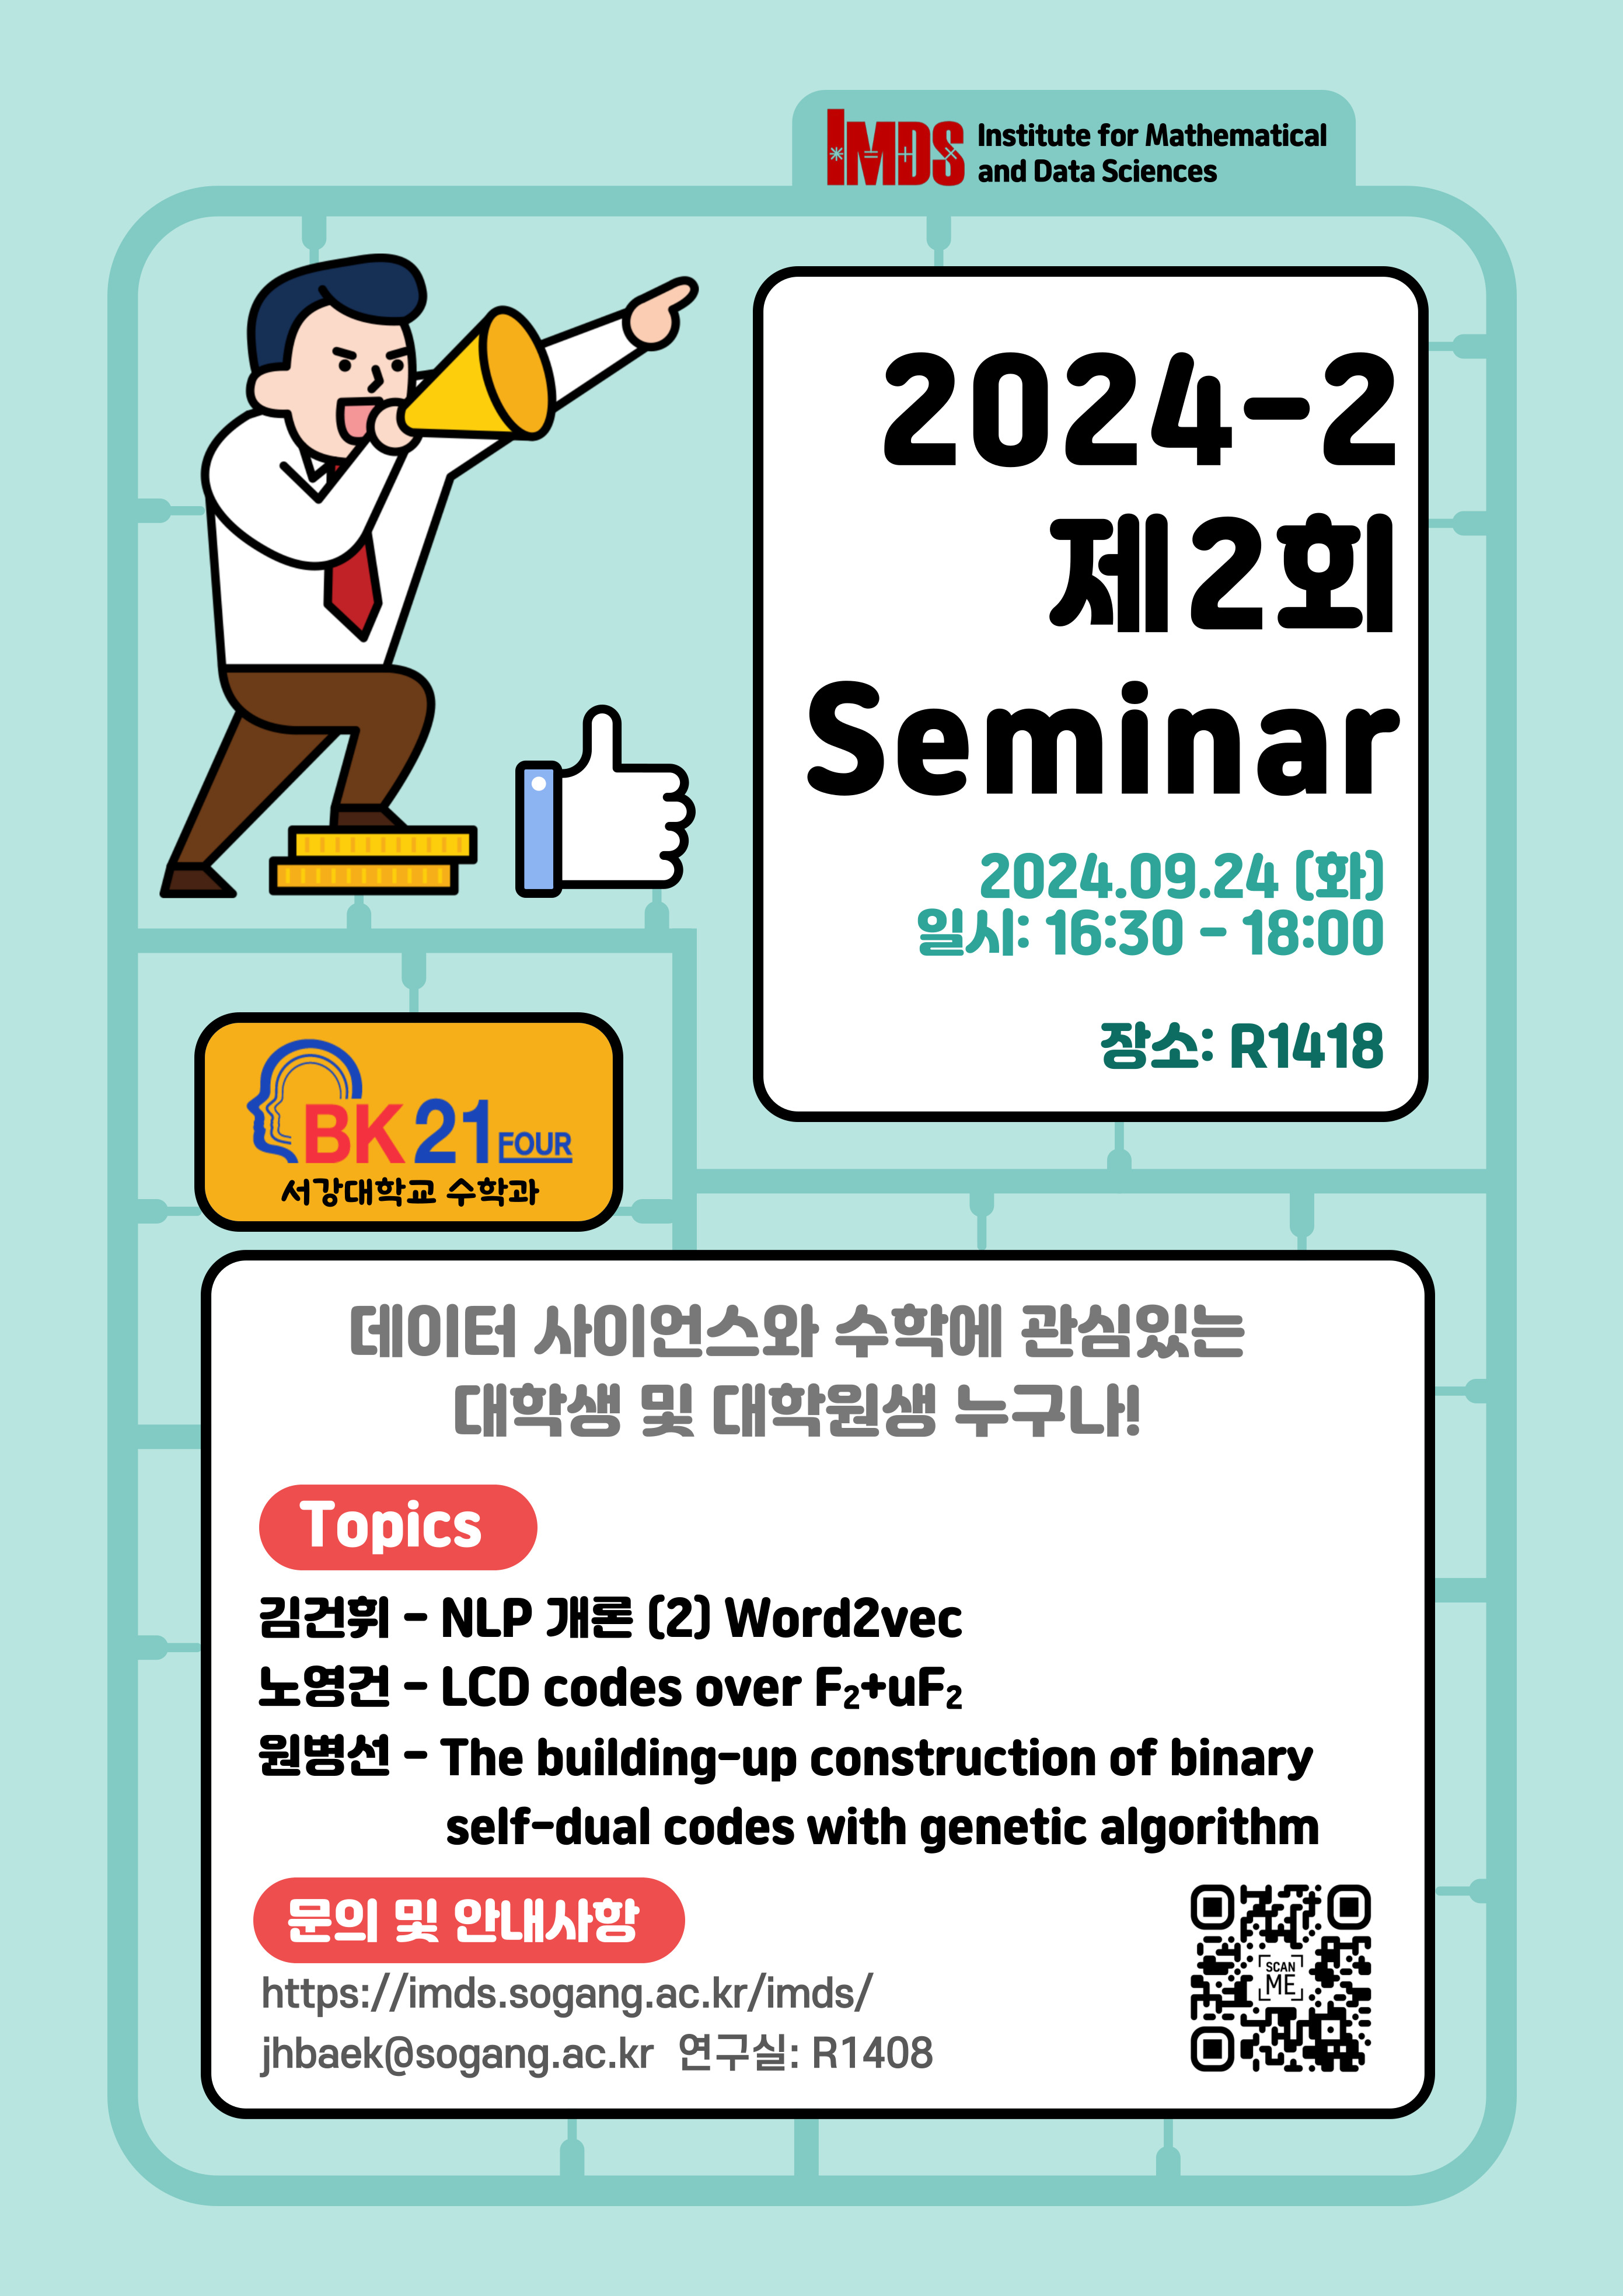 IMDS Institute for Mathematical
and Data Sciences
2024-2
제2회
Seminar
2024.09.24 (화)
일시: 16:30 - 18:00
장소: R1418
BK 21 FOUR
서강대학교 수학과
데이터 사이언스와 수학에 관심있는
대학생 및 대학원생 누구나!
Topics
김건휘 - NLP 개론 (2) Word2vec
노영건 - LCD codes over F₂+uF₂
원병선 - The building-up construction of binary
self-dual codes with genetic algorithm
문의 및 안내사항
https://imds.sogang.ac.kr/imds/
jhbaek@sogang.ac.kr 연구실: R1408
SCAN
ME